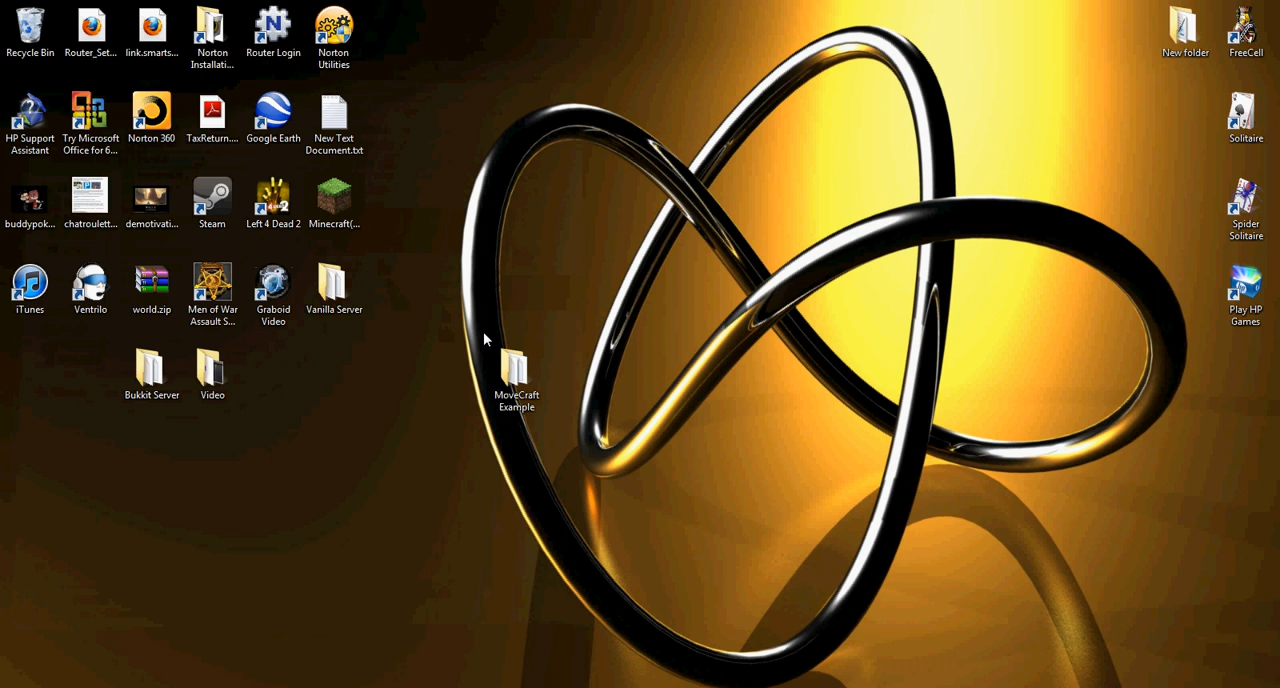 Recycle Bin
Router_Set...
link.smarts...
Norton
Installati...
Router Login
Norton
Utilities
New folder
FreeCell
HP Support
Assistant
Try Microsoft
Office for 6...
Norton 360
TaxReturn....
Google Earth
New Text
Document.txt
Solitaire
buddypok...
chatroulett...
demotivati...
Steam
Left 4 Dead 2
Minecraft(...
Spider
Solitaire
iTunes
Ventrilo
world.zip
Men of War
Assault S...
Graboid
Video
Vanilla Server
Play HP
Games
Bukkit Server
Video
MoveCraft
Example